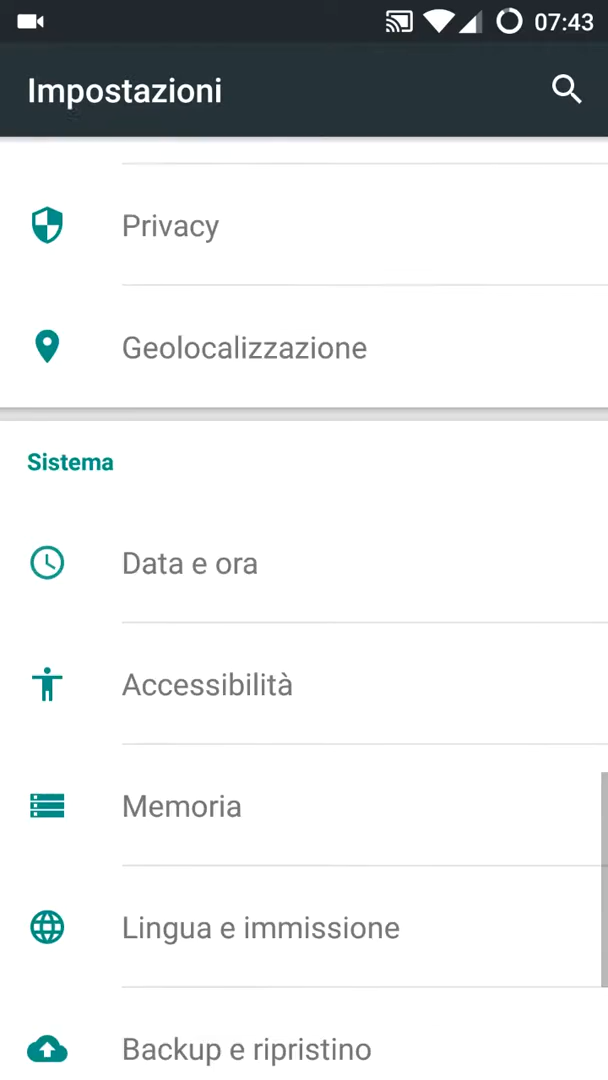 07:43
Impostazioni
Privacy
Geolocalizzazione
Sistema
Data e ora
Accessibilità
Memoria
Lingua e immissione
Backup e ripristino